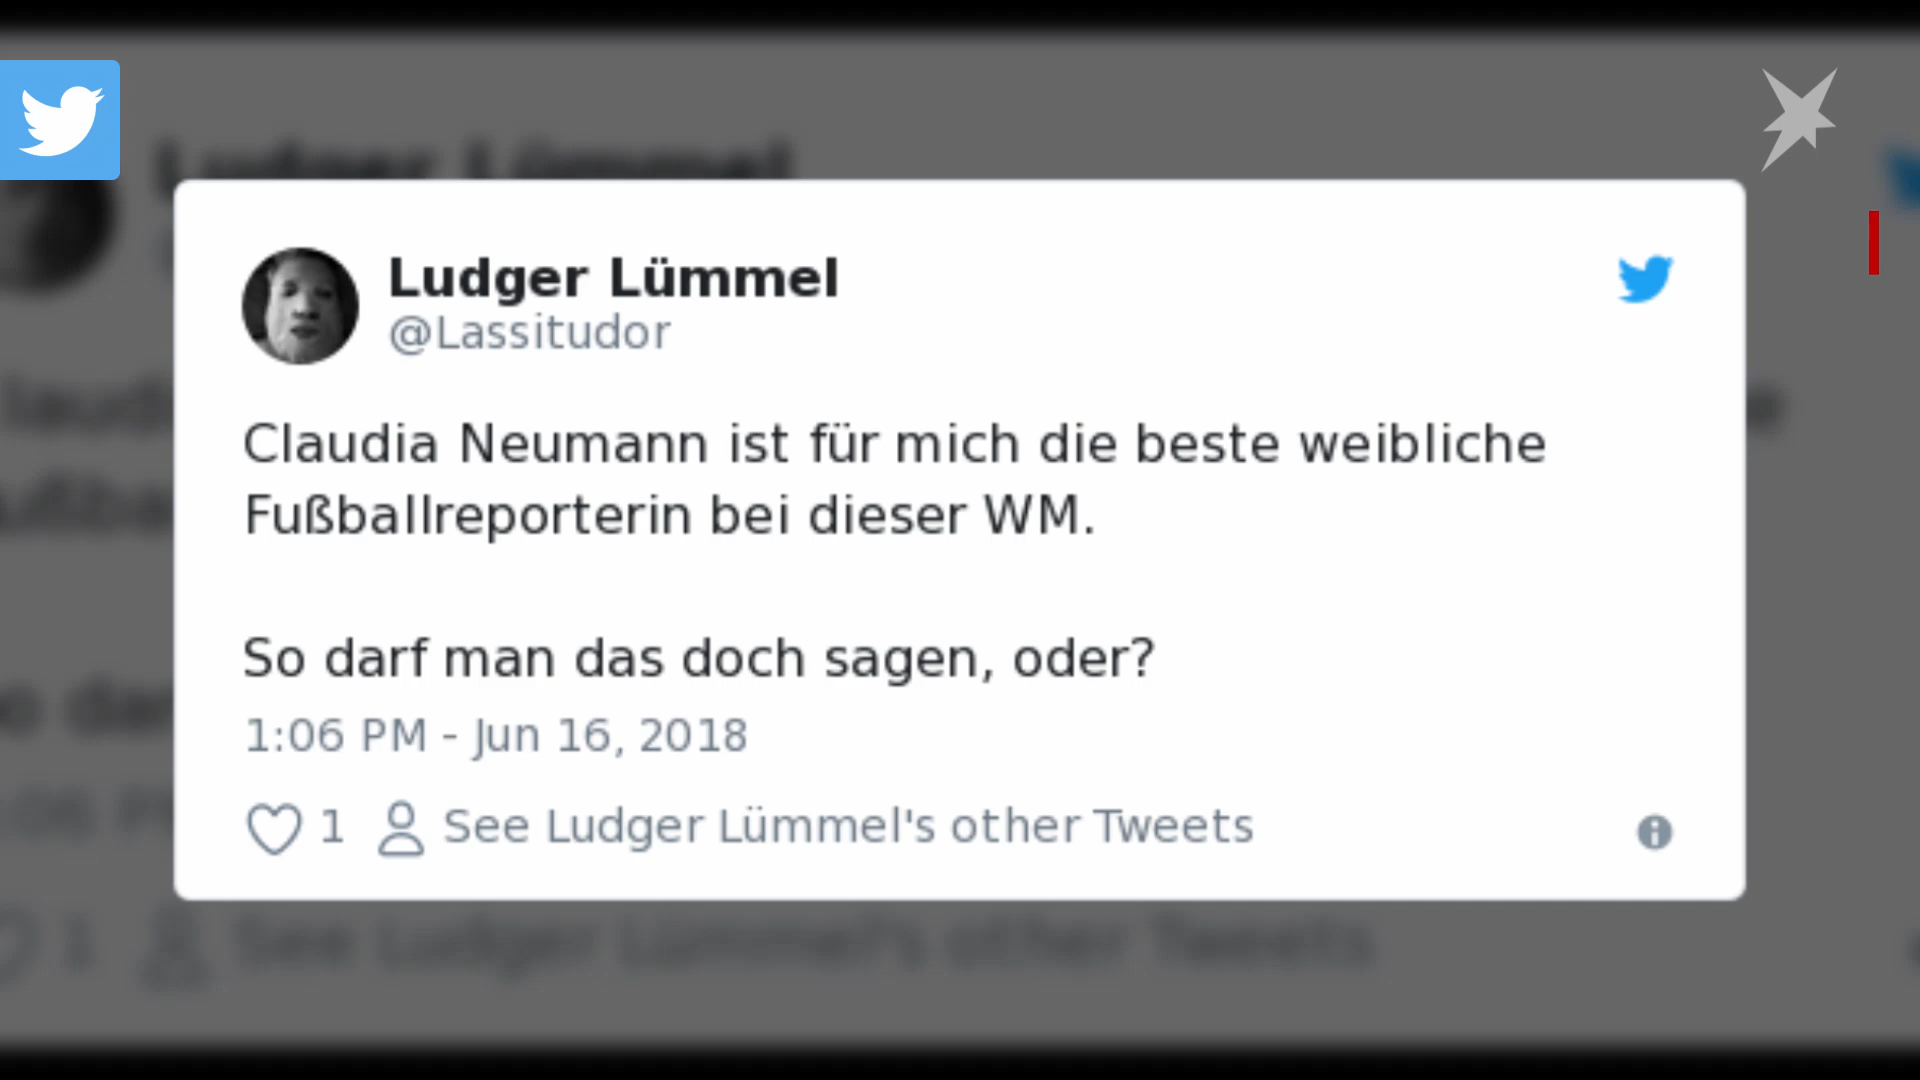 Ludger Lümmel
@Lassitudor
Claudia Neumann ist für mich die beste weibliche
Fußballreporterin bei dieser WM.
So darf man das doch sagen, oder?
1:06 PM - Jun 16, 2018
1 See Ludger Lümmel's other Tweets